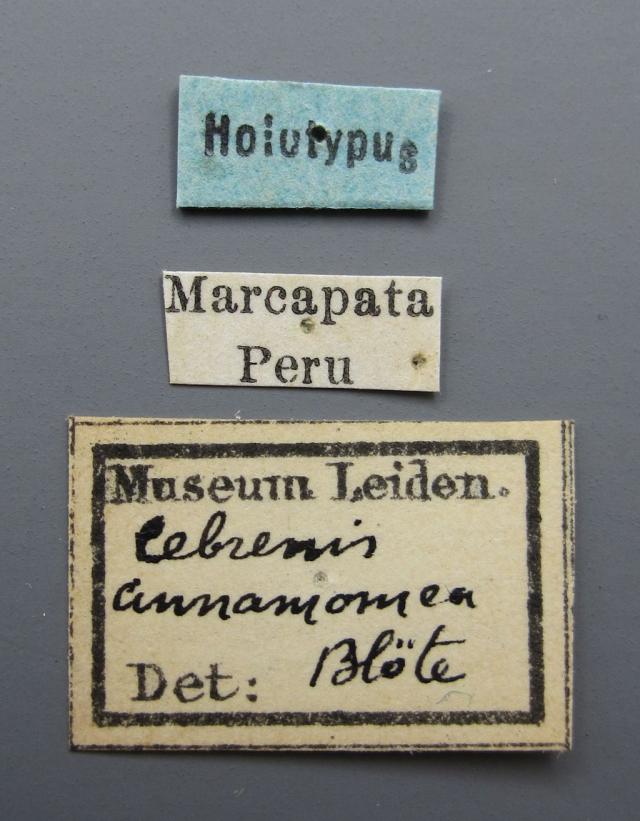 Holotypus
Marcapata
Peru
Museum Leiden.
Cebrenis
cinnamomea
Blöte
Det: